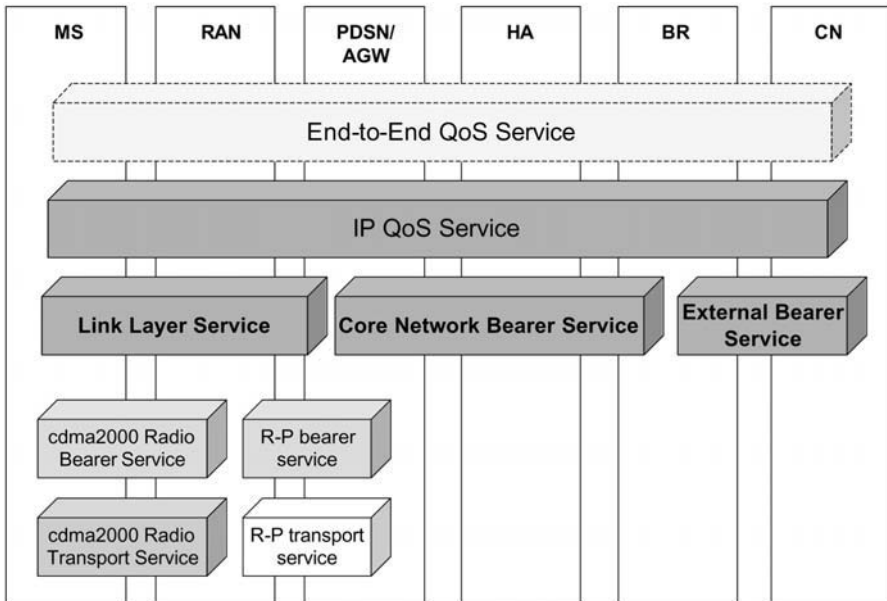 MS
RAN
PDSN/
AGW
HA
BR
CN
End-to-End QoS Service
IP QoS Service
Link Layer Service
Core Network Bearer Service
External Bearer
Service
cdma2000 Radio
Bearer Service
R-P bearer
service
cdma2000 Radio
Transport Service
R-P transport
service